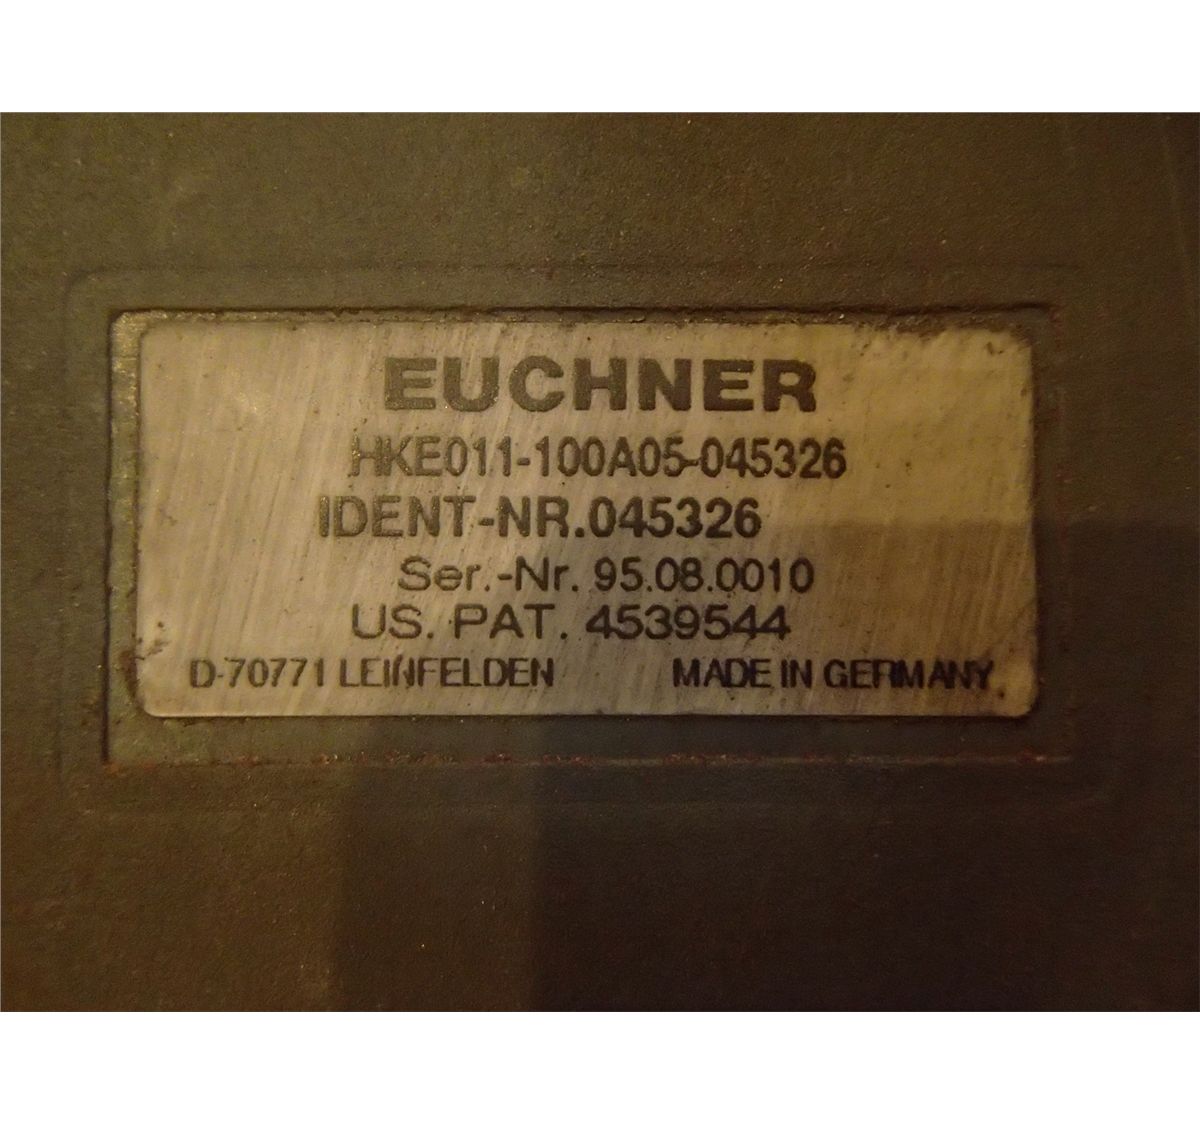 EUCHNER
HKE011-100A05-045326
IDENT-NR.045326
Ser.-Nr. 95.08.0010
US. PAT. 4539544
D-70771 LEINFELDEN MADE IN GERMANY